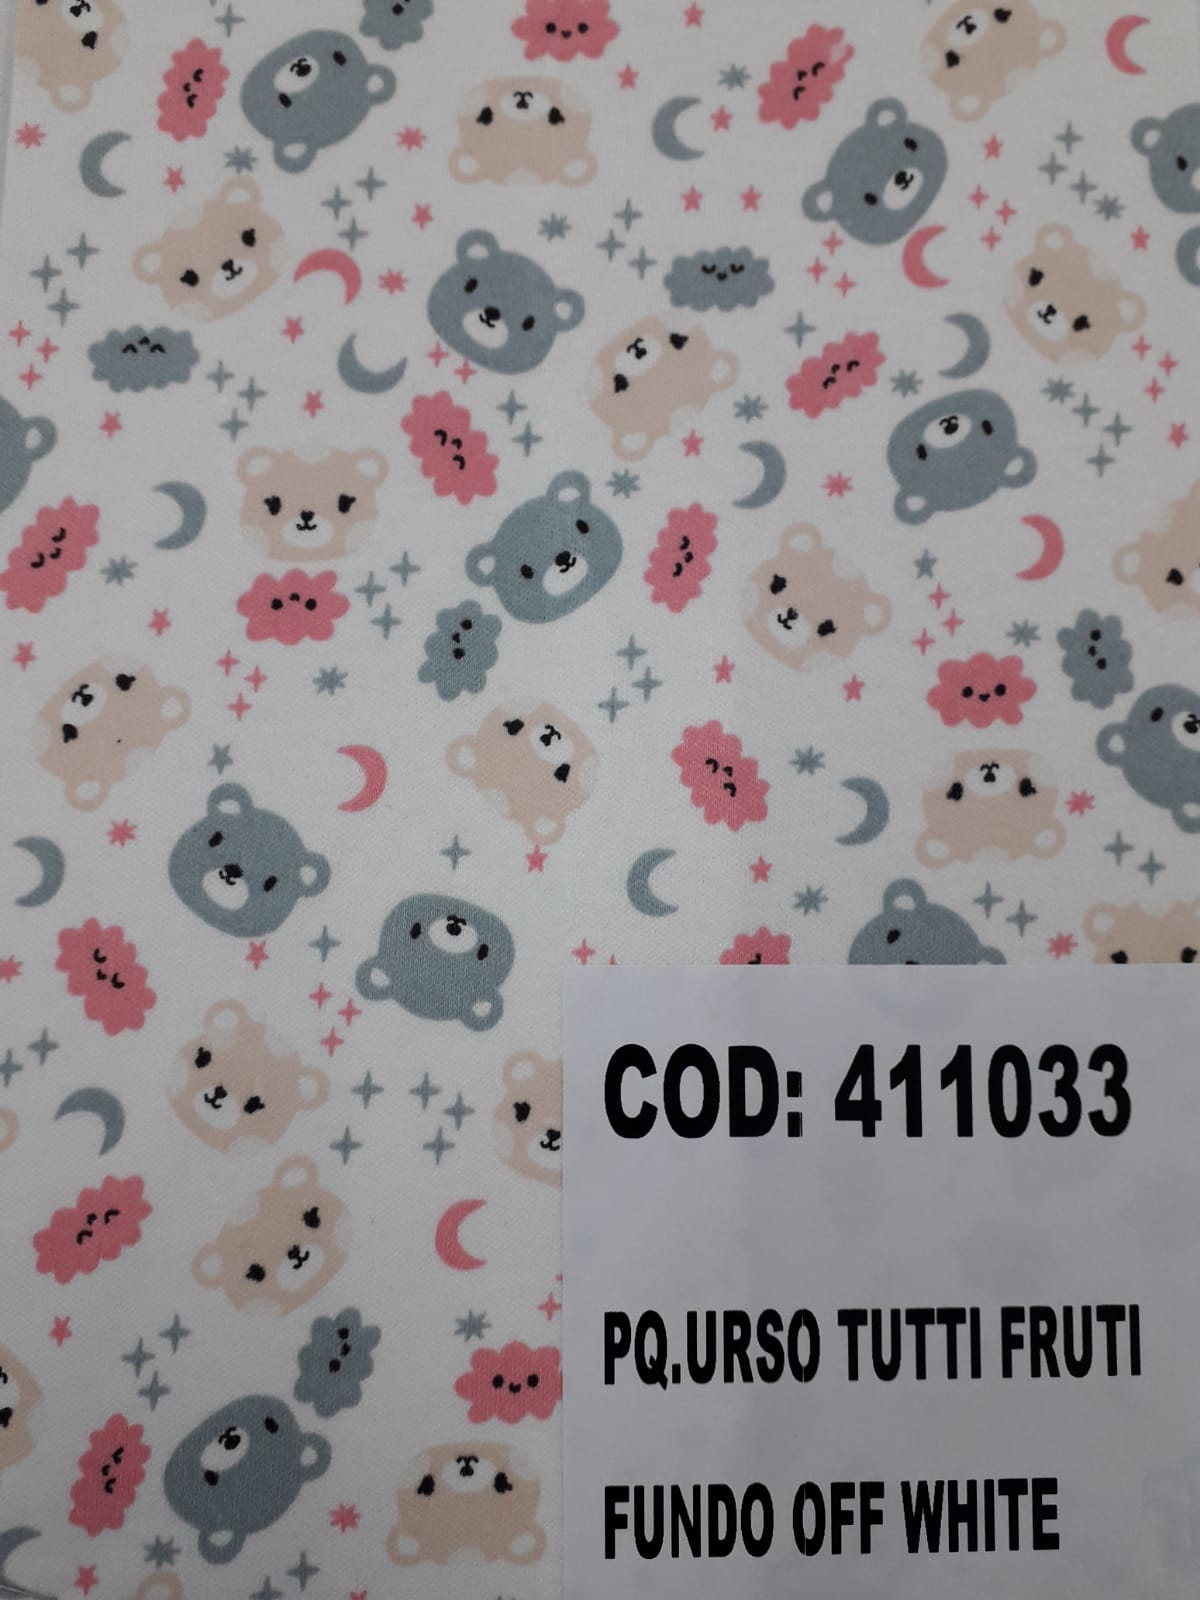 COD: 411033
PQ.URSO TUTTI FRUTI
FUNDO OFF WHITE